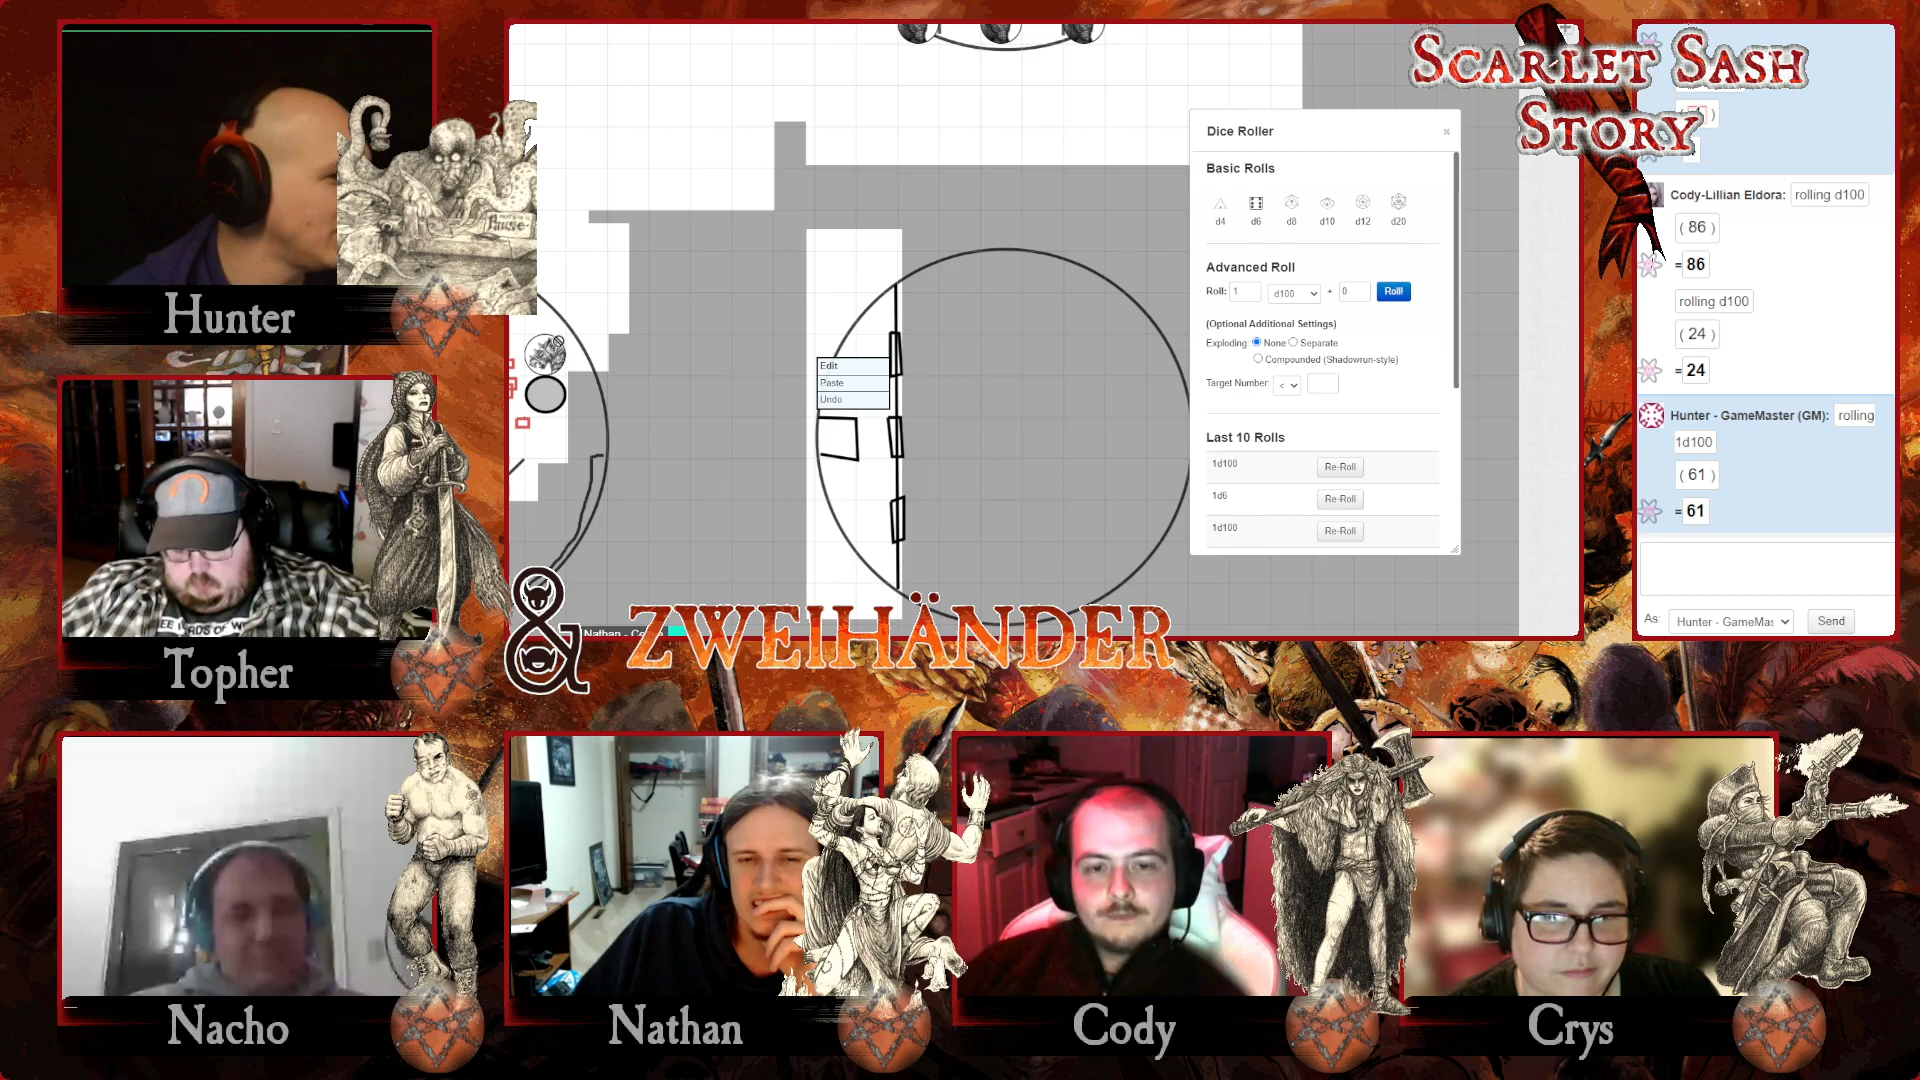 Scarlet Sash
Story
Hunter
Pause-
Topher
Nacho
Nathan
Cody
Crys
&
ZWEIHÄNDER
Edit
Paste
Undo
Dice Roller
×
Basic Rolls
d4 d6 d8 d10 d12 d20
Advanced Roll
Roll: 1 d100 + 0 Roll!
(Optional Additional Settings)
Exploding: None Separate
Compounded (Shadowrun-style)
Target Number: <
Last 10 Rolls
1d100 Re-Roll
1d6 Re-Roll
1d100 Re-Roll
Cody-Lillian Eldora: rolling d100
( 86 )
=86
rolling d100
( 24 )
=24
Hunter - GameMaster (GM): rolling
1d100
( 61 )
=61
As: Hunter - GameMas Send